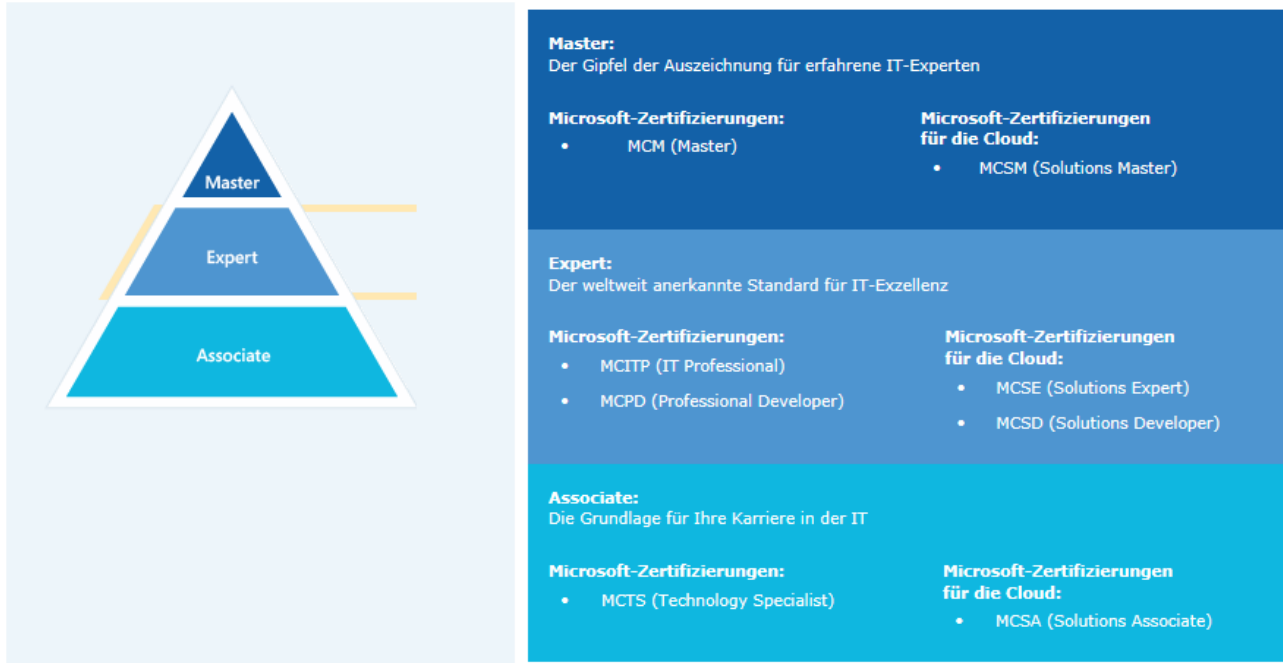 Master
Expert
Associate
Master:
Der Gipfel der Auszeichnung für erfahrene IT-Experten
Microsoft-Zertifizierungen:
• MCM (Master)
Microsoft-Zertifizierungen
für die Cloud:
• MCSM (Solutions Master)
Expert:
Der weltweit anerkannte Standard für IT-Exzellenz
Microsoft-Zertifizierungen:
• MCITP (IT Professional)
• MCPD (Professional Developer)
Microsoft-Zertifizierungen
für die Cloud:
• MCSE (Solutions Expert)
• MCSD (Solutions Developer)
Associate:
Die Grundlage für Ihre Karriere in der IT
Microsoft-Zertifizierungen:
• MCTS (Technology Specialist)
Microsoft-Zertifizierungen
für die Cloud:
• MCSA (Solutions Associate)